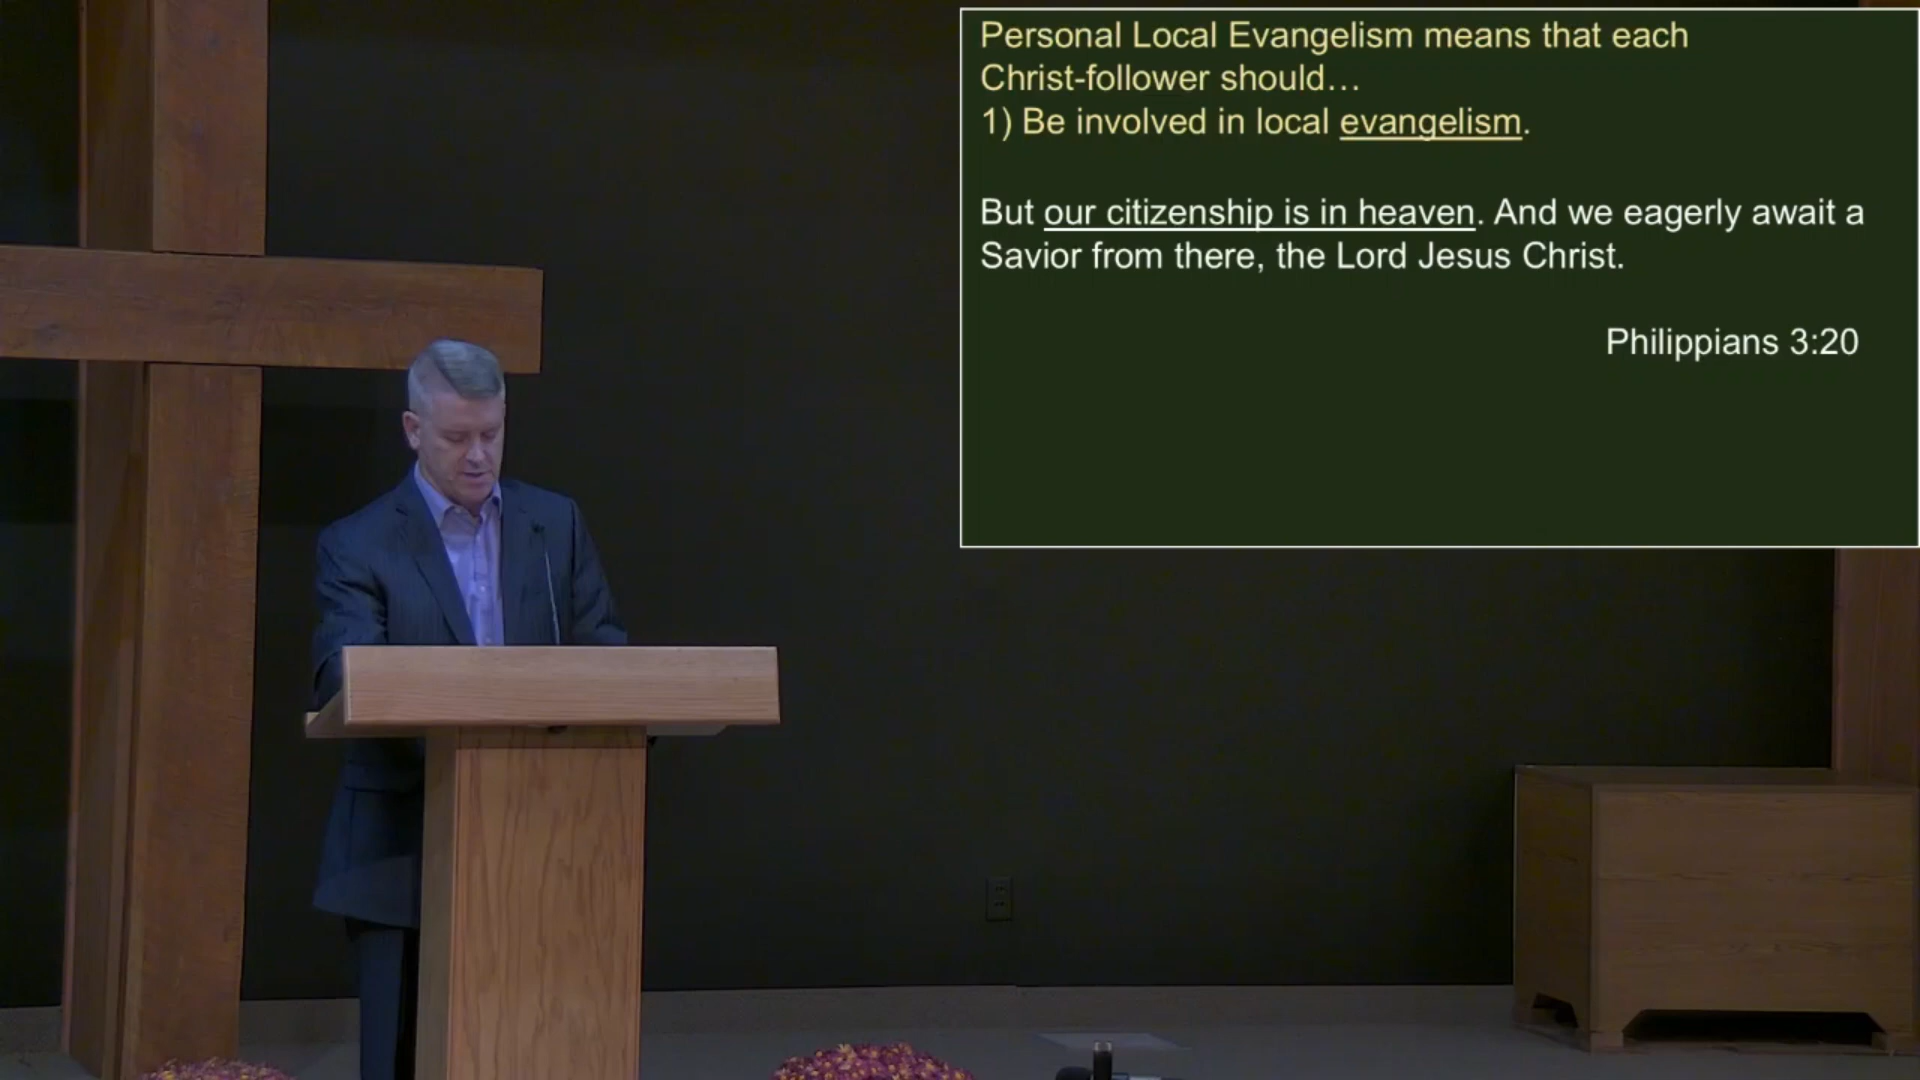 Personal Local Evangelism means that each
Christ-follower should…
1) Be involved in local evangelism.
But our citizenship is in heaven. And we eagerly await a
Savior from there, the Lord Jesus Christ.
Philippians 3:20